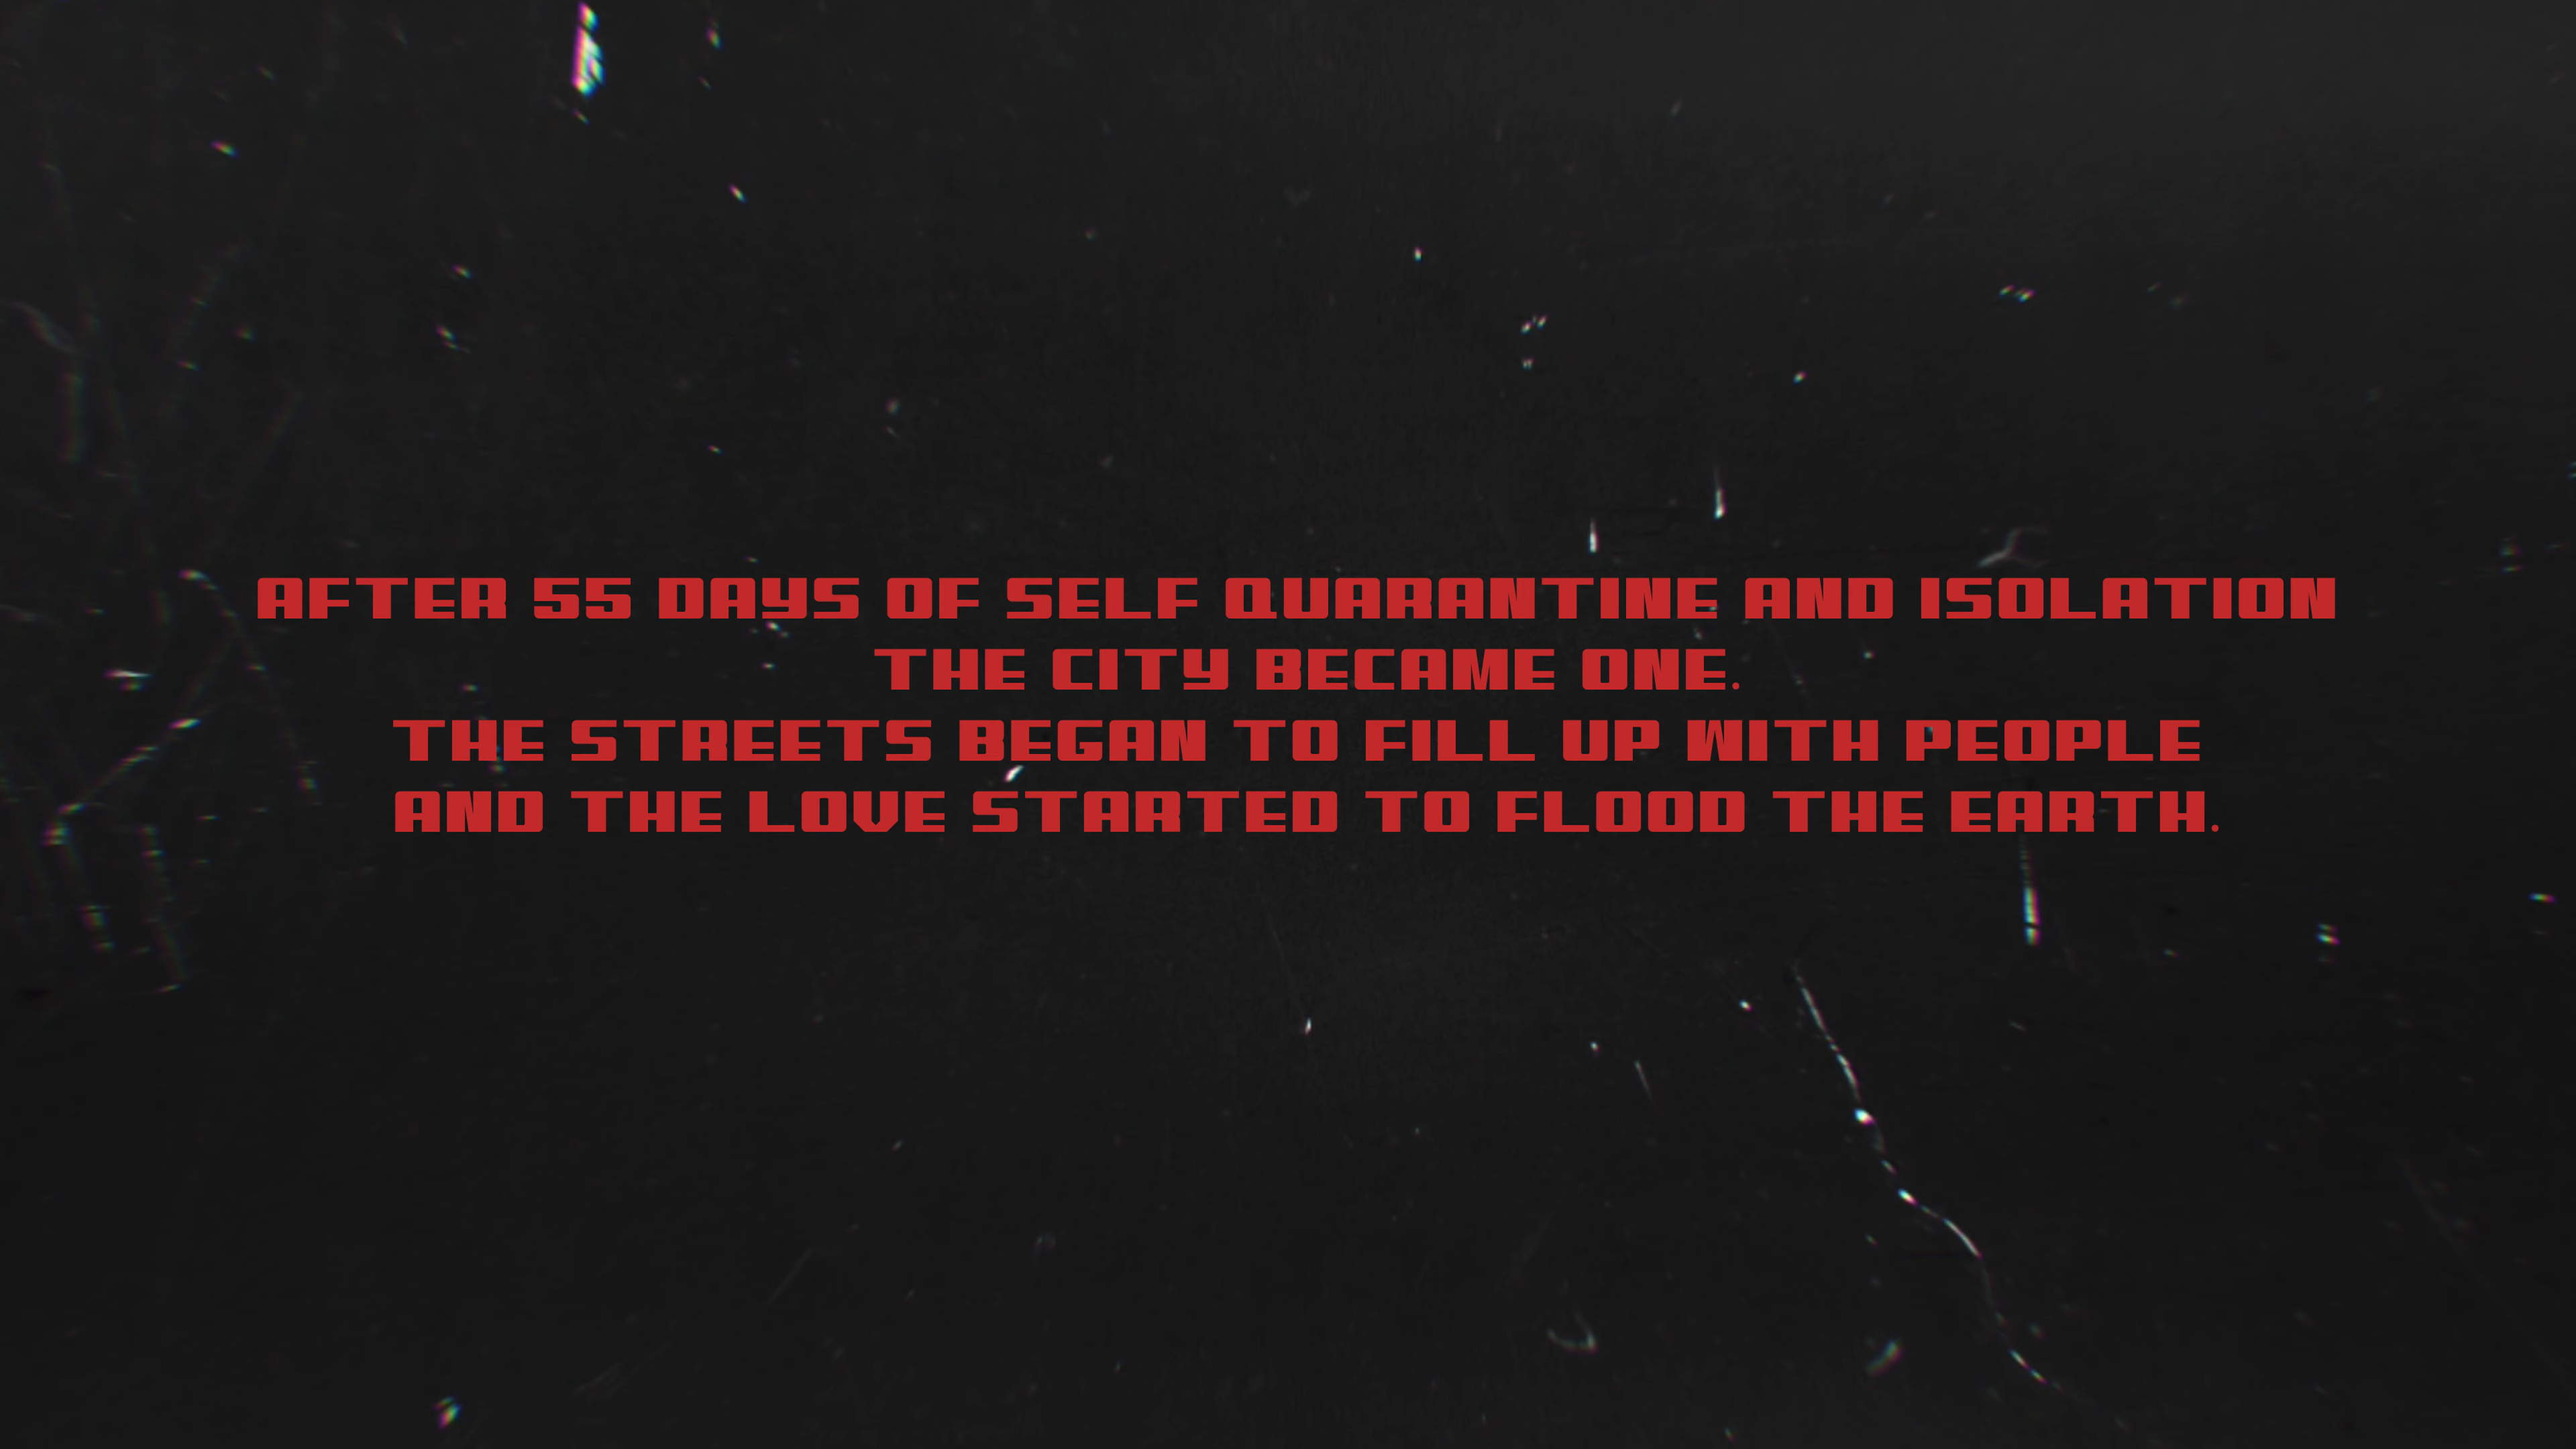 AFTER 55 DAYS OF SELF QUARANTINE AND ISOLATION
THE CITY BECAME ONE.
THE STREETS BEGAN TO FILL UP WITH PEOPLE
AND THE LOVE STARTED TO FLOOD THE EARTH.